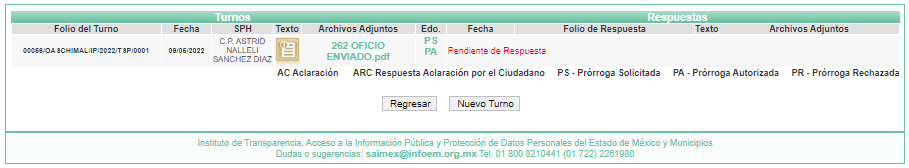 Turnos Respuestas
Folio del Turno Fecha SPH Texto Archivos Adjuntos Edo. Fecha Folio de Respuesta Texto Archivos Adjuntos
00056/OASCHIMAL/IP/2022/TSP/0001 09/06/2022 C.P. ASTRID NALLELI SANCHEZ DIAZ 262 OFICIO ENVIADO.pdf PS PA Pendiente de Respuesta
AC Aclaración ARC Respuesta Aclaración por el Ciudadano PS - Prórroga Solicitada PA - Prórroga Autorizada PR - Prórroga Rechazada
Regresar Nuevo Turno
Instituto de Transparencia, Acceso a la Información Pública y Protección de Datos Personales del Estado de México y Municipios
Dudas o sugerencias: saimex@infoem.org.mx Tel. 01 800 8210441 (01 722) 2261980